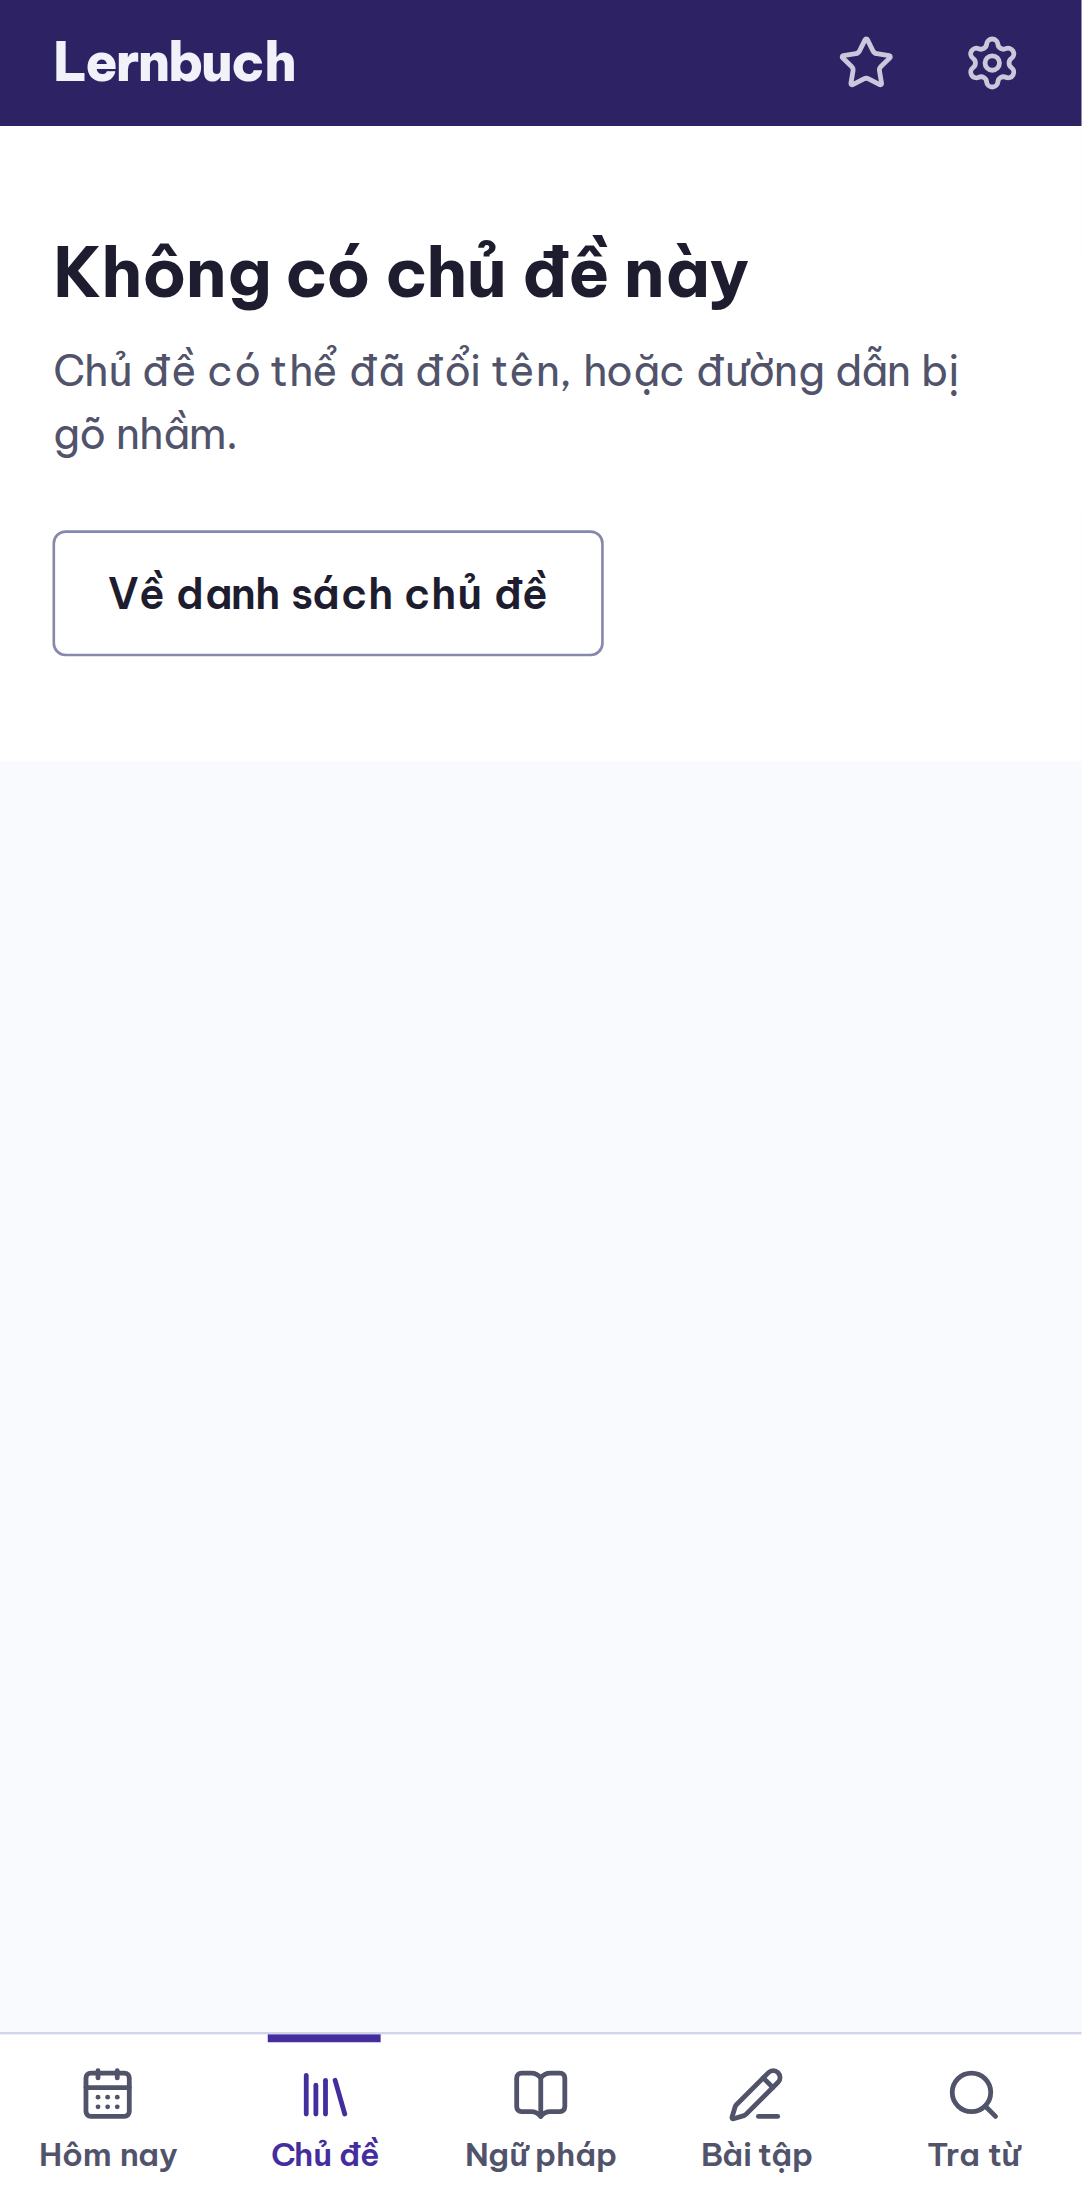 Lernbuch
Không có chủ đề này
Chủ đề có thể đã đổi tên, hoặc đường dẫn bị
gõ nhầm.
Về danh sách chủ đề
Hôm nay
Chủ đề
Ngữ pháp
Bài tập
Tra từ